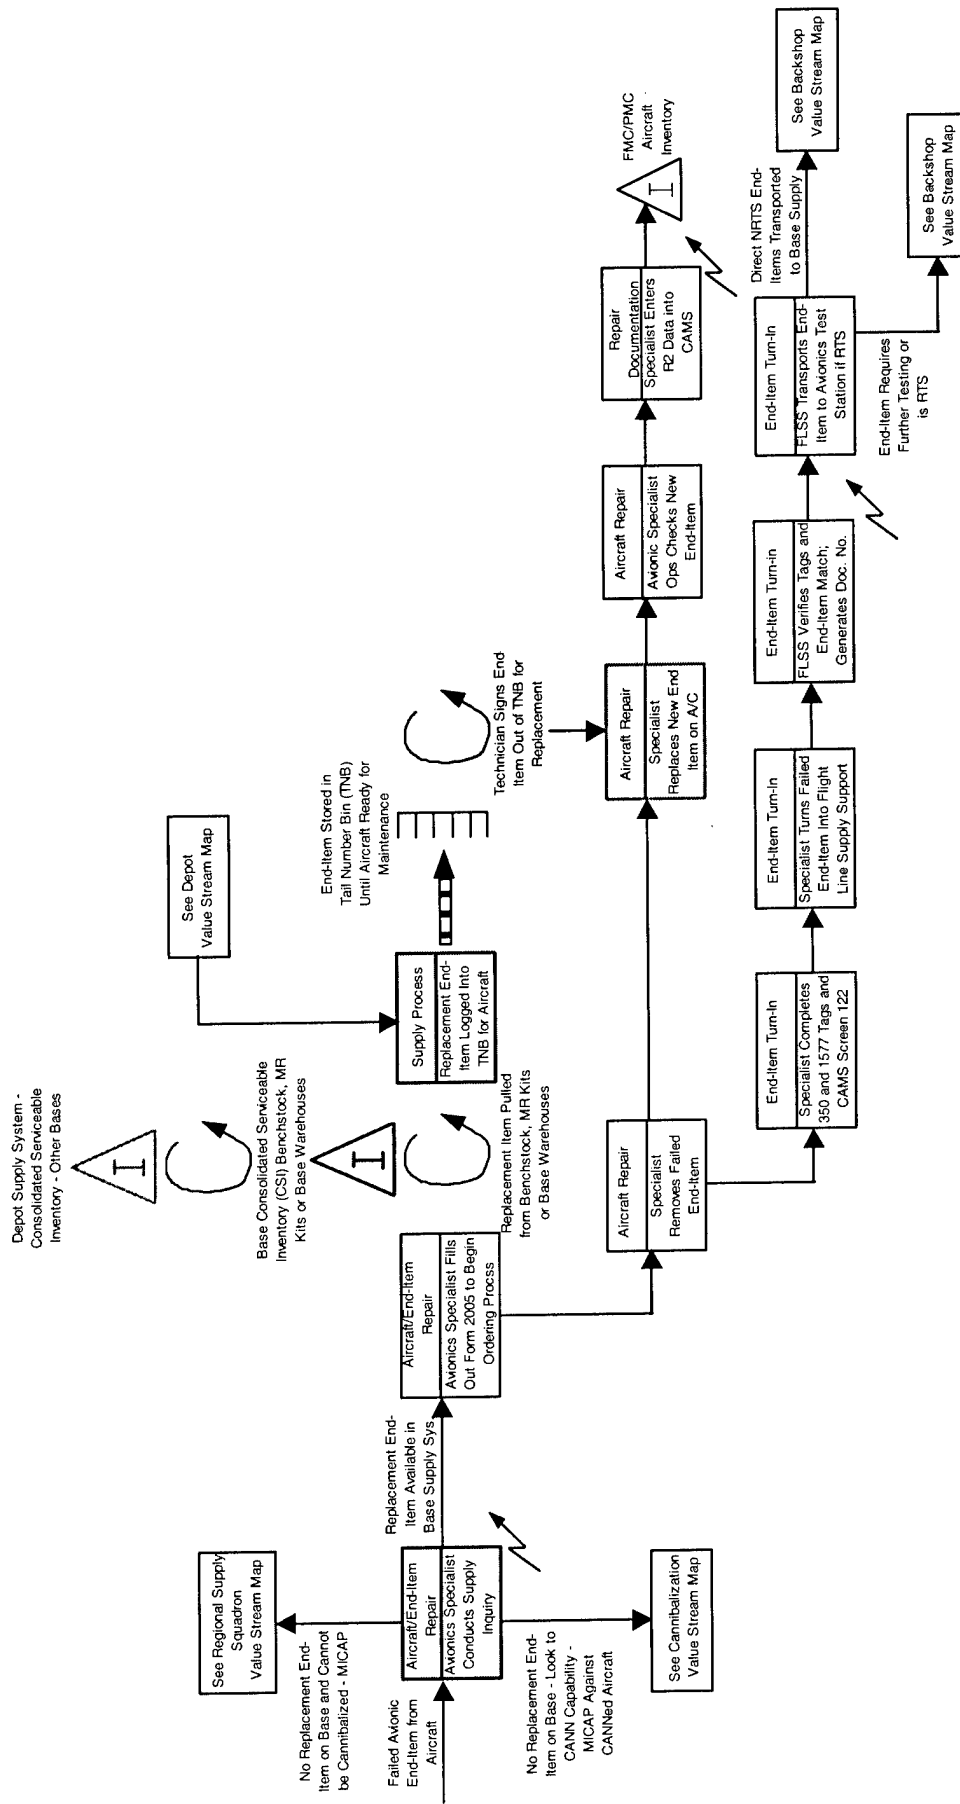 Failed Avionic
End-Item from
Aircraft
Aircraft/End-Item
Repair
Avionics Specialist
Conducts Supply
Inquiry
No Replacement End-
Item on Base and Cannot
be Cannibalized - MICAP
See Regional Supply
Squadron
Value Stream Map
No Replacement End-
Item on Base - Look to
CANN Capability -
MICAP Against
CANNed Aircraft
See Cannibalization
Value Stream Map
Replacement End-
Item Available in
Base Supply Sys
Aircraft/End-Item
Repair
Avionics Specialist Fills
Out Form 2005 to Begin
Ordering Procss
Depot Supply System -
Consolidated Serviceable
Inventory - Other Bases
I
Base Consolidated Serviceable
Inventory (CSI) Benchstock, MR
Kits or Base Warehouses
I
Replacement Item Pulled
from Benchstock, MR Kits
or Base Warehouses
See Depot
Value Stream Map
Supply Process
Replacement End-
Item Logged Into
TNB for Aircraft
End-Item Stored in
Tail Number Bin (TNB)
Until Aircraft Ready for
Maintenance
Technician Signs End-
Item Out of TNB for
Replacement
Aircraft Repair
Specialist
Removes Failed
End-Item
Aircraft Repair
Specialist
Replaces New End
Item on A/C
Aircraft Repair
Avionic Specialist
Ops Checks New
End-Item
Repair
Documentation
Specialist Enters
R2 Data into
CAMS
FMC/PMC
Aircraft
Inventory
I
End-Item Turn-In
Specialist Completes
350 and 1577 Tags and
CAMS Screen 122
End-Item Turn-In
Specialist Turns Failed
End-Item Into Flight
Line Supply Support
End-Item Turn-in
FLSS Verifies Tags and
End-Item Match;
Generates Doc. No.
End-Item Turn-In
FLSS Transports End-
Item to Avionics Test
Station if RTS
Direct NRTS End-
Items Transported
to Base Supply
See Backshop
Value Stream Map
End-Item Requires
Further Testing or
is RTS
See Backshop
Value Stream Map